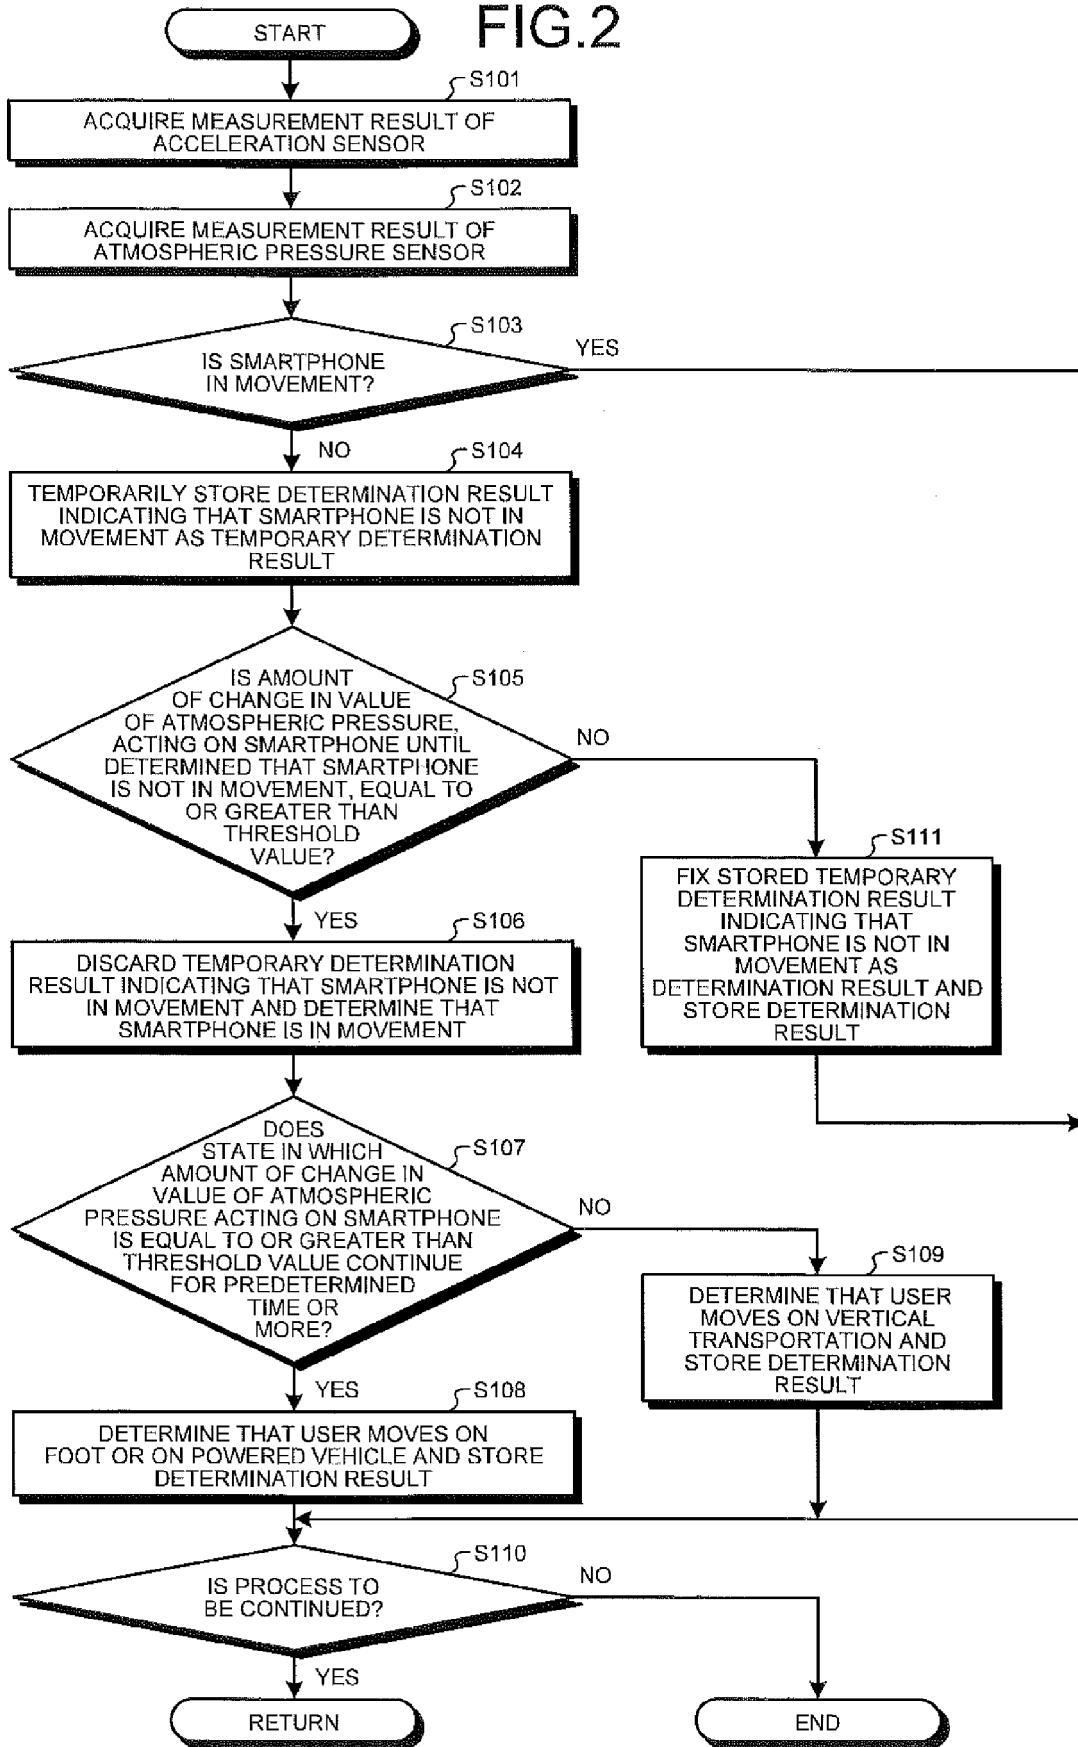 FIG.2
START
S101
ACQUIRE MEASUREMENT RESULT OF
ACCELERATION SENSOR
S102
ACQUIRE MEASUREMENT RESULT OF
ATMOSPHERIC PRESSURE SENSOR
S103
IS SMARTPHONE
IN MOVEMENT?
YES
NO
S104
TEMPORARILY STORE DETERMINATION RESULT
INDICATING THAT SMARTPHONE IS NOT IN
MOVEMENT AS TEMPORARY DETERMINATION
RESULT
S105
IS AMOUNT
OF CHANGE IN VALUE
OF ATMOSPHERIC PRESSURE,
ACTING ON SMARTPHONE UNTIL
DETERMINED THAT SMARTPHONE
IS NOT IN MOVEMENT, EQUAL TO
OR GREATER THAN
THRESHOLD
VALUE?
NO
YES
S111
FIX STORED TEMPORARY
DETERMINATION RESULT
INDICATING THAT
SMARTPHONE IS NOT IN
MOVEMENT AS
DETERMINATION RESULT AND
STORE DETERMINATION
RESULT
S106
DISCARD TEMPORARY DETERMINATION
RESULT INDICATING THAT SMARTPHONE IS NOT
IN MOVEMENT AND DETERMINE THAT
SMARTPHONE IS IN MOVEMENT
S107
DOES
STATE IN WHICH
AMOUNT OF CHANGE IN
VALUE OF ATMOSPHERIC
PRESSURE ACTING ON SMARTPHONE
IS EQUAL TO OR GREATER THAN
THRESHOLD VALUE CONTINUE
FOR PREDETERMINED
TIME OR
MORE?
NO
YES
S109
DETERMINE THAT USER
MOVES ON VERTICAL
TRANSPORTATION AND
STORE DETERMINATION
RESULT
S108
DETERMINE THAT USER MOVES ON
FOOT OR ON POWERED VEHICLE AND STORE
DETERMINATION RESULT
S110
IS PROCESS TO
BE CONTINUED?
NO
YES
RETURN
END